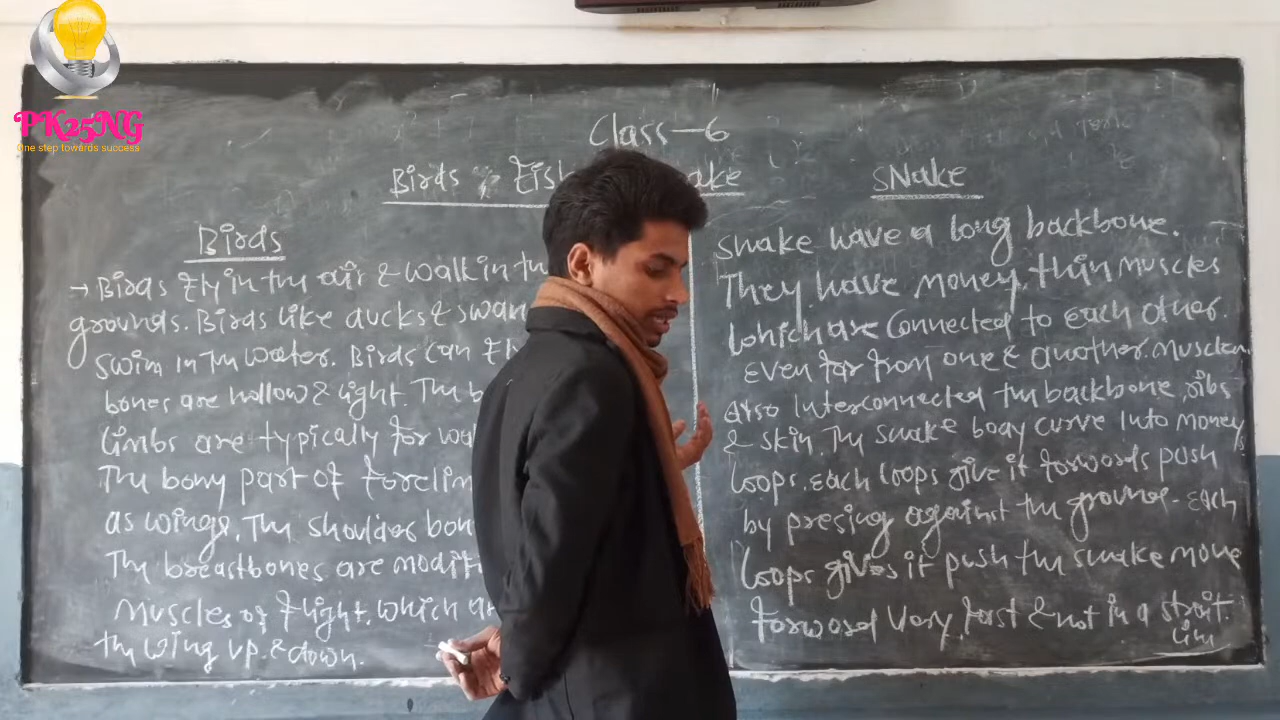 PK25NG
One step towards success
Class-6
Birds, Fish
ake
Birds
→ Birds fly in the air & walk in th
grounds. Birds like ducks & swan
swim in the water. Birds can fl
bones are hollow & light. The b
limbs are typically for wal
The bony part of forelim
as wings. The shoulder bon
The breastbones are modifi
Muscles of flight. which ar
the wing up & down.
sNake
snake have a long backbone.
They have money, thin muscles
which are connected to each other.
even far from one & another. muscles
also Interconnected the backbone, ribs
& skin. The snake body curve Into money
loops. each loops give it forwards push
by presing against the ground. each
loops gives it push the snake move
forword very fast & not in a strait
line